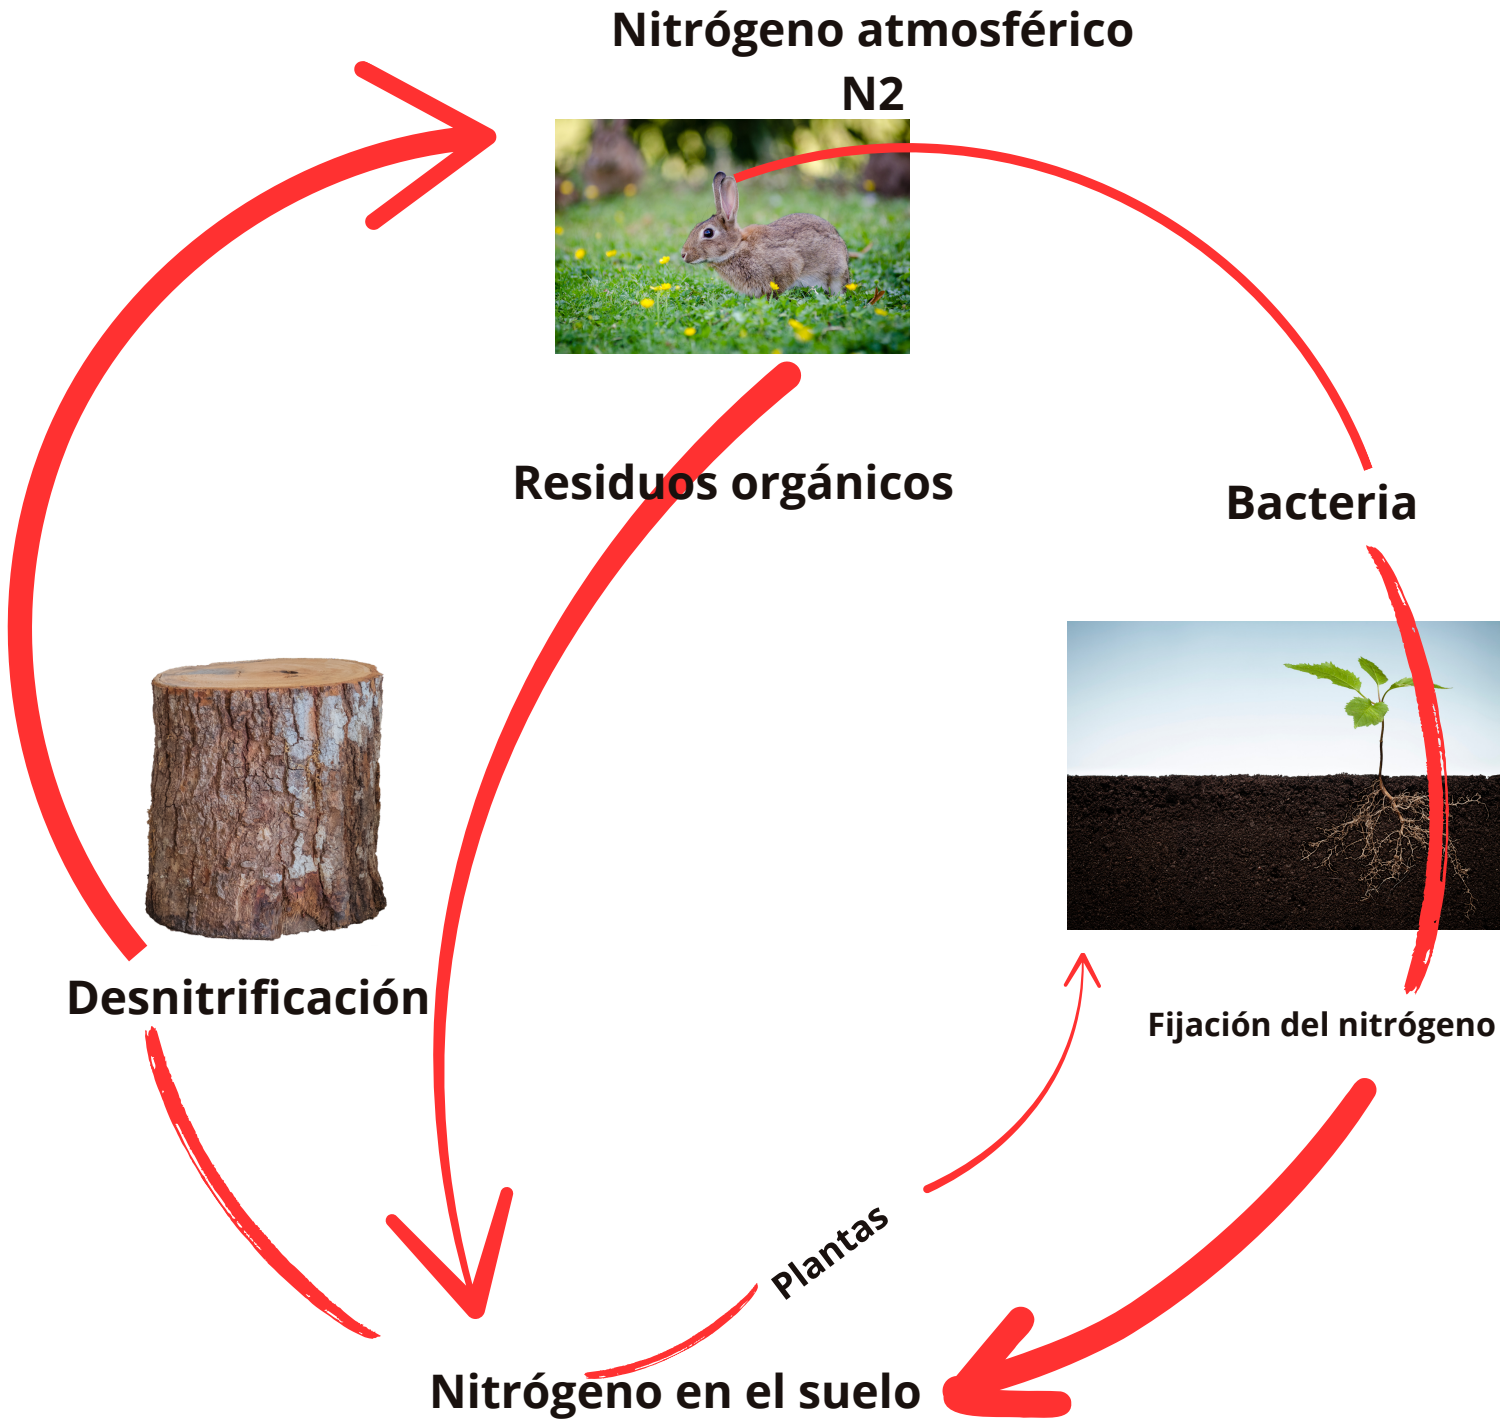 Nitrógeno atmosférico
N2
Residuos orgánicos
Bacteria
Desnitrificación
Fijación del nitrógeno
Plantas
Nitrógeno en el suelo